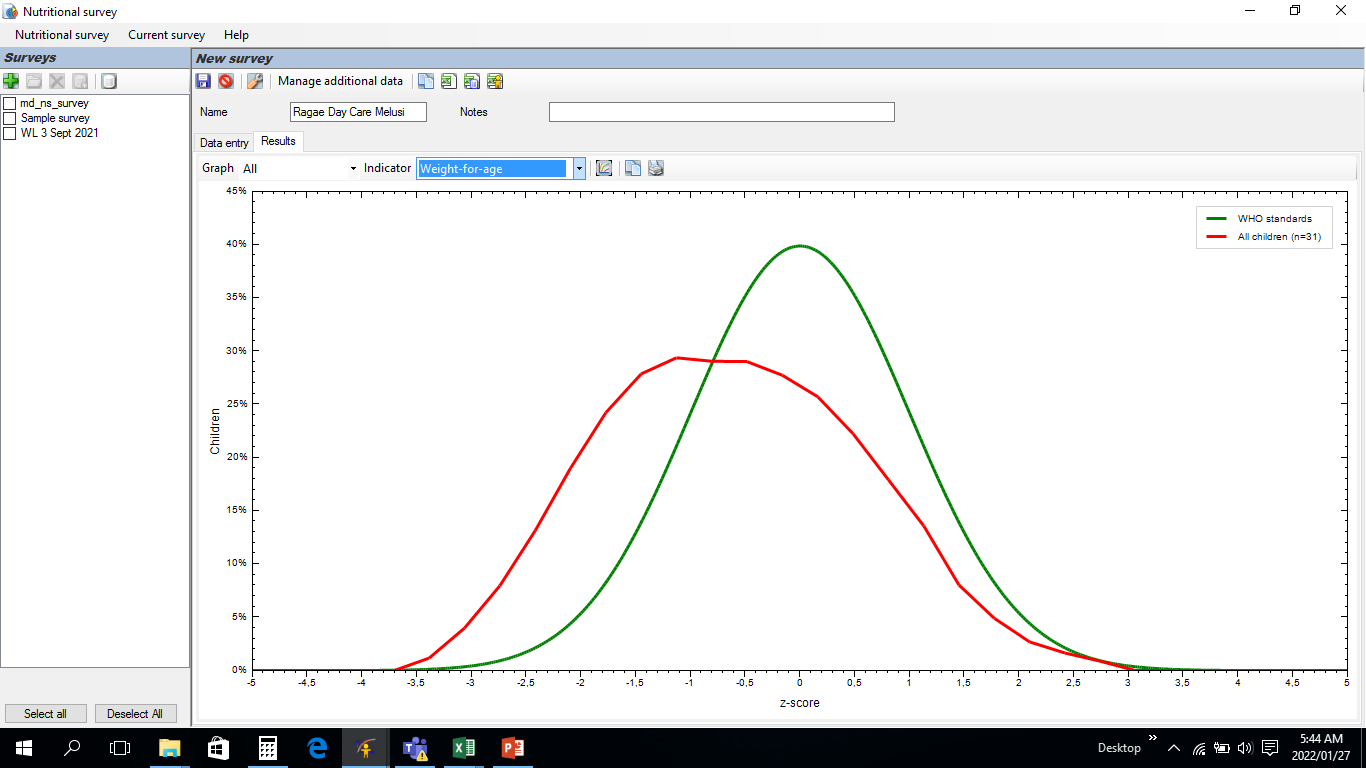 Nutritional survey
Nutritional survey Current survey Help
Surveys
New survey
Manage additional data
md_ns_survey
Sample survey
WL 3 Sept 2021
Name Ragae Day Care Melusi Notes
Data entry Results
Graph All Indicator Weight-for-age
45%
40%
35%
30%
25%
20%
15%
10%
5%
0%
Children
WHO standards
All children (n=31)
-5 -4,5 -4 -3,5 -3 -2,5 -2 -1,5 -1 -0,5 0 0,5 1 1,5 2 2,5 3 3,5 4 4,5 5
z-score
Select all Deselect All
Desktop
5:44 AM
2022/01/27